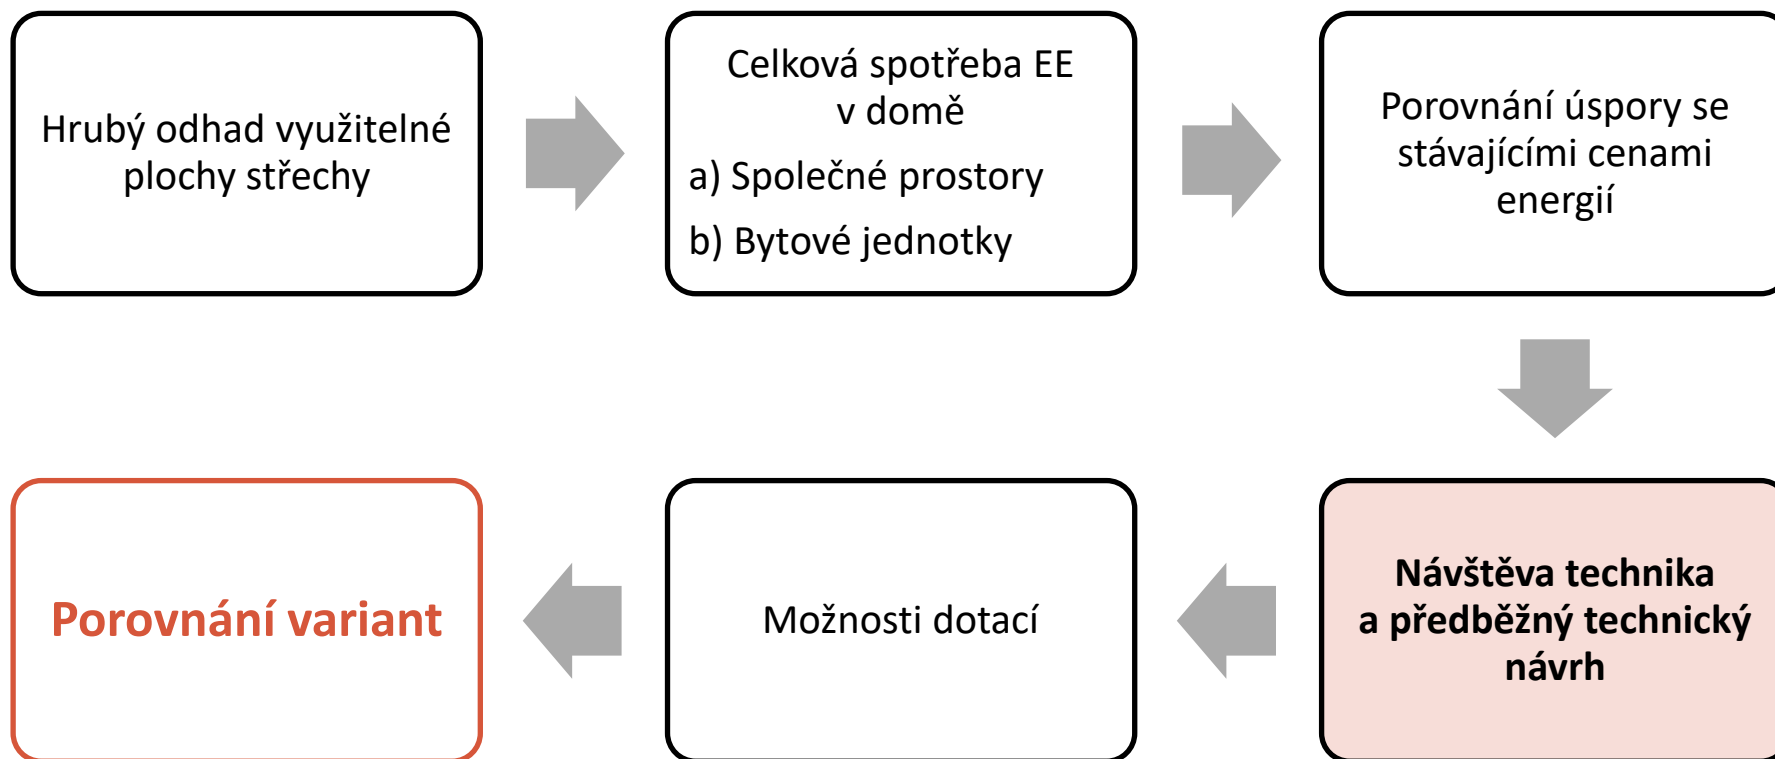 Hrubý odhad využitelné
plochy střechy
Celková spotřeba EE
v domě
a) Společné prostory
b) Bytové jednotky
Porovnání úspory se
stávajícími cenami
energií
Návštěva technika
a předběžný technický
návrh
Možnosti dotací
Porovnání variant